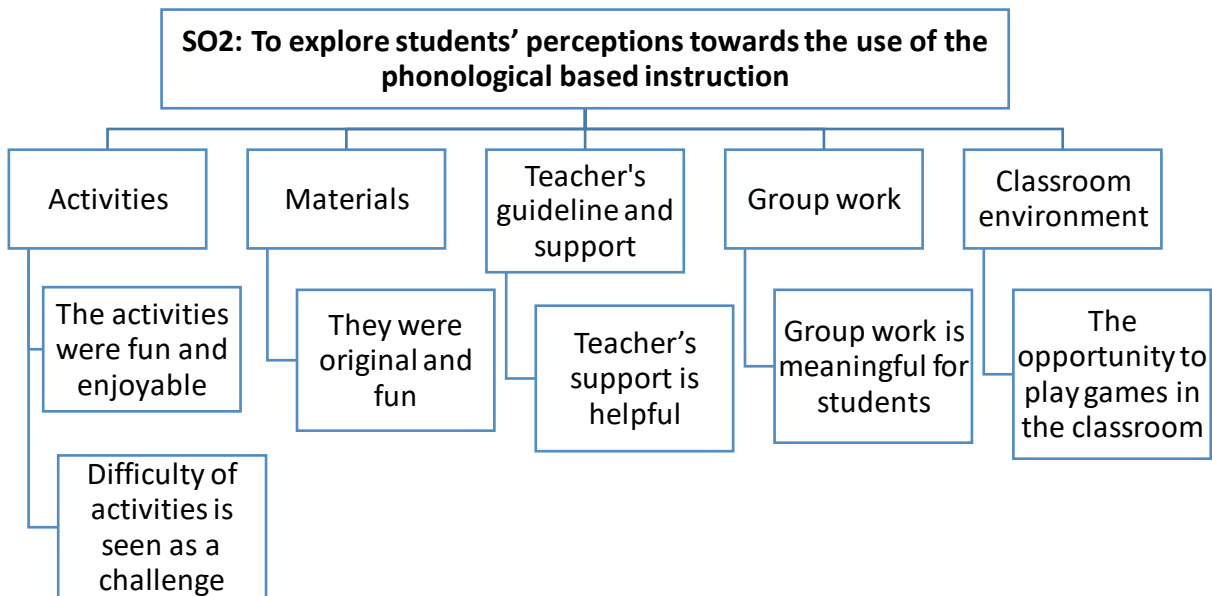 SO2: To explore students’ perceptions towards the use of the
phonological based instruction
Activities
Materials
Teacher's
guideline and
support
Group work
Classroom
environment
The activities
were fun and
enjoyable
Difficulty of
activities is
seen as a
challenge
They were
original and
fun
Teacher’s
support is
helpful
Group work is
meaningful for
students
The
opportunity to
play games in
the classroom